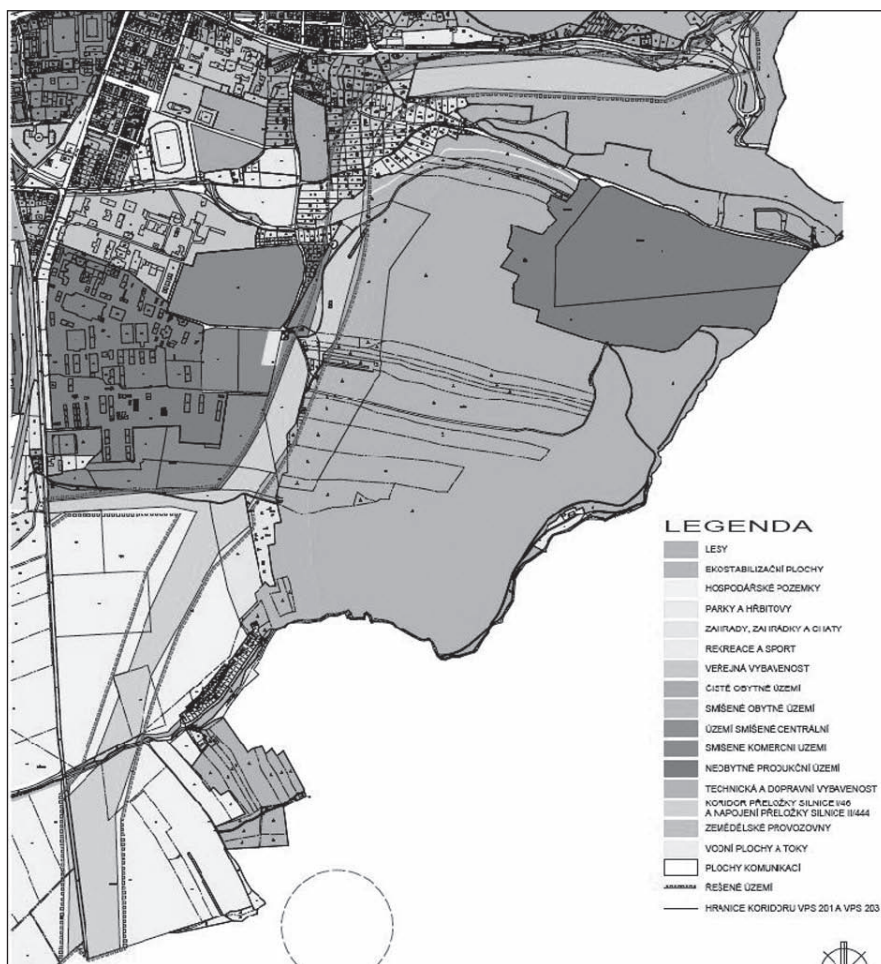 LEGENDA
LESY
EKOSTABILIZAČNÍ PLOCHY
HOSPODÁŘSKÉ POZEMKY
PARKY A HŘBITOVY
ZAHRADY, ZAHRÁDKY A CHATY
REKREACE A SPORT
VEŘEJNÁ VYBAVENOST
ČISTĚ OBYTNÉ ÚZEMÍ
SMÍŠENÉ OBYTNÉ ÚZEMÍ
ÚZEMÍ SMÍŠENÉ CENTRÁLNÍ
SMÍŠENÉ KOMERČNÍ ÚZEMÍ
NEOBYTNÉ PRODUKČNÍ ÚZEMÍ
TECHNICKÁ A DOPRAVNÍ VYBAVENOST
KORIDOR PŘELOŽKY SILNICE I/46
A NAPOJENÍ PŘELOŽKY SILNICE II/444
ZEMĚDĚLSKÉ PROVOZOVNY
VODNÍ PLOCHY A TOKY
PLOCHY KOMUNIKACÍ
ŘEŠENÉ ÚZEMÍ
HRANICE KORIDORU VPS 201 A VPS 203